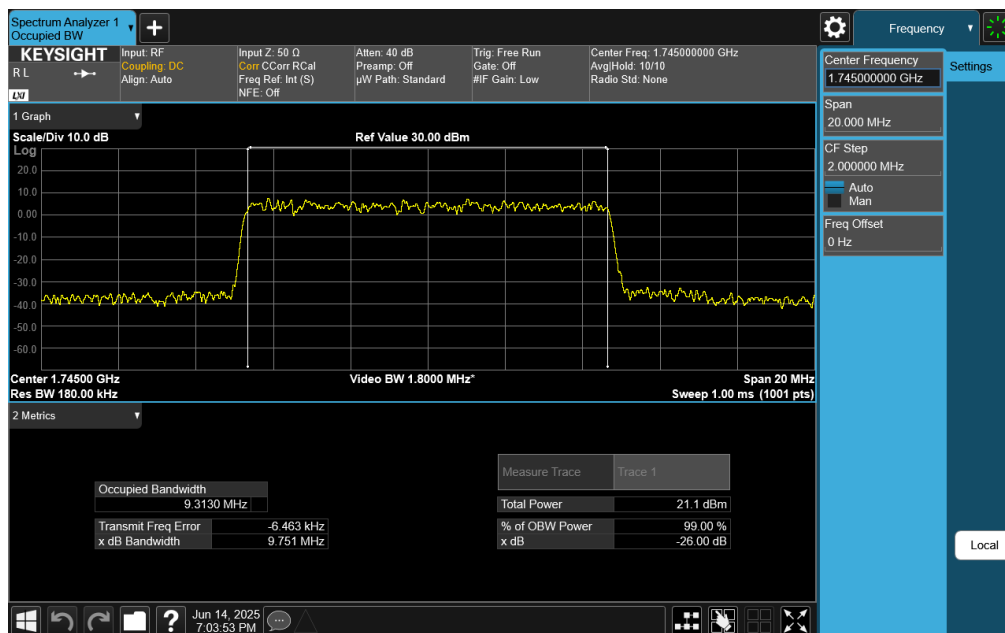 Spectrum Analyzer 1
Occupied BW
+
Frequency
KEYSIGHT
R L
LXI
Input: RF
Coupling: DC
Align: Auto
Input Z: 50 Ω
Corr CCorr RCal
Freq Ref: Int (S)
NFE: Off
Atten: 40 dB
Preamp: Off
µW Path: Standard
Trig: Free Run
Gate: Off
#IF Gain: Low
Center Freq: 1.745000000 GHz
Avg|Hold: 10/10
Radio Std: None
Center Frequency
1.745000000 GHz
Settings
Span
20.000 MHz
CF Step
2.000000 MHz
Auto
Man
Freq Offset
0 Hz
Local
1 Graph
Scale/Div 10.0 dB
Ref Value 30.00 dBm
Log
20.0
10.0
0.00
-10.0
-20.0
-30.0
-40.0
-50.0
-60.0
Center 1.74500 GHz
Video BW 1.8000 MHz*
Span 20 MHz
Res BW 180.00 kHz
Sweep 1.00 ms (1001 pts)
2 Metrics
Measure Trace Trace 1
Occupied Bandwidth
9.3130 MHz
Total Power 21.1 dBm
Transmit Freq Error -6.463 kHz
% of OBW Power 99.00 %
x dB Bandwidth 9.751 MHz
x dB -26.00 dB
?
Jun 14, 2025
7:03:53 PM